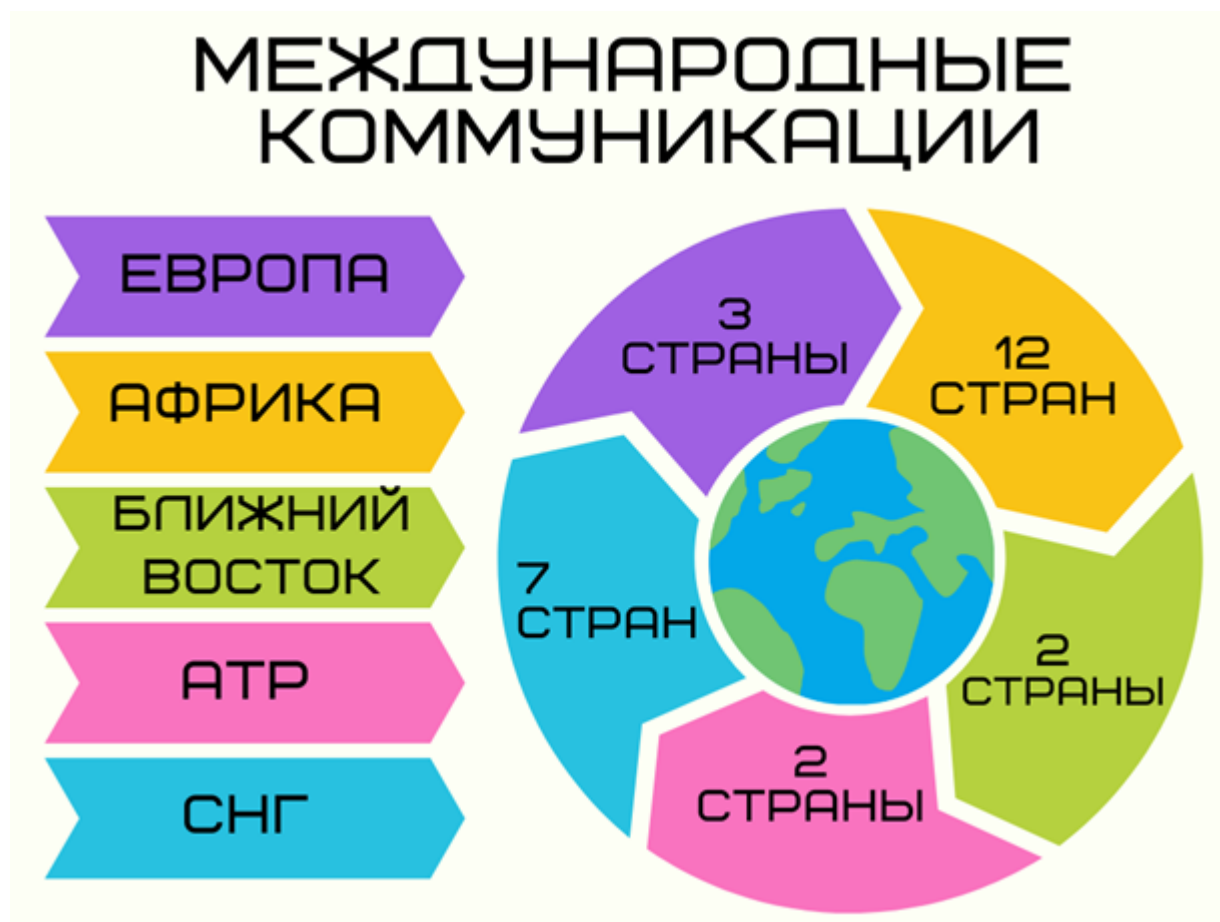 МЕЖДУНАРОДНЫЕ
КОММУНИКАЦИИ
ЕВРОПА
АФРИКА
БЛИЖНИЙ
ВОСТОК
АТР
СНГ
3
СТРАНЫ
12
СТРАН
2
СТРАНЫ
2
СТРАНЫ
7
СТРАН